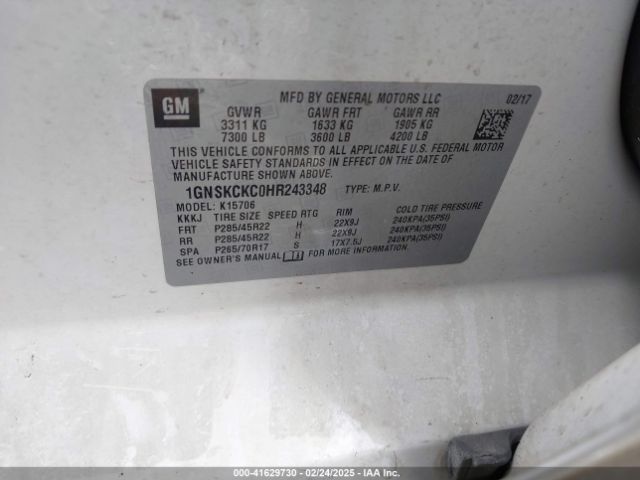 GM
MFD BY GENERAL MOTORS LLC 02/17
GVWR GAWR FRT GAWR RR
3311 KG 1633 KG 1905 KG
7300 LB 3600 LB 4200 LB
THIS VEHICLE CONFORMS TO ALL APPLICABLE U.S. FEDERAL MOTOR
VEHICLE SAFETY STANDARDS IN EFFECT ON THE DATE OF
MANUFACTURE SHOWN ABOVE.
1GNSKCKC0HR243348 TYPE: M.P.V.
MODEL: K15706
KKKJ TIRE SIZE SPEED RTG RIM COLD TIRE PRESSURE
FRT P285/45R22 H 22X9J 240KPA(35PSI)
RR P285/45R22 H 22X9J 240KPA(35PSI)
SPA P265/70R17 S 17X7.5J 240KPA(35PSI)
SEE OWNER'S MANUAL FOR MORE INFORMATION
000-41629730 - 02/24/2025 - IAA Inc.